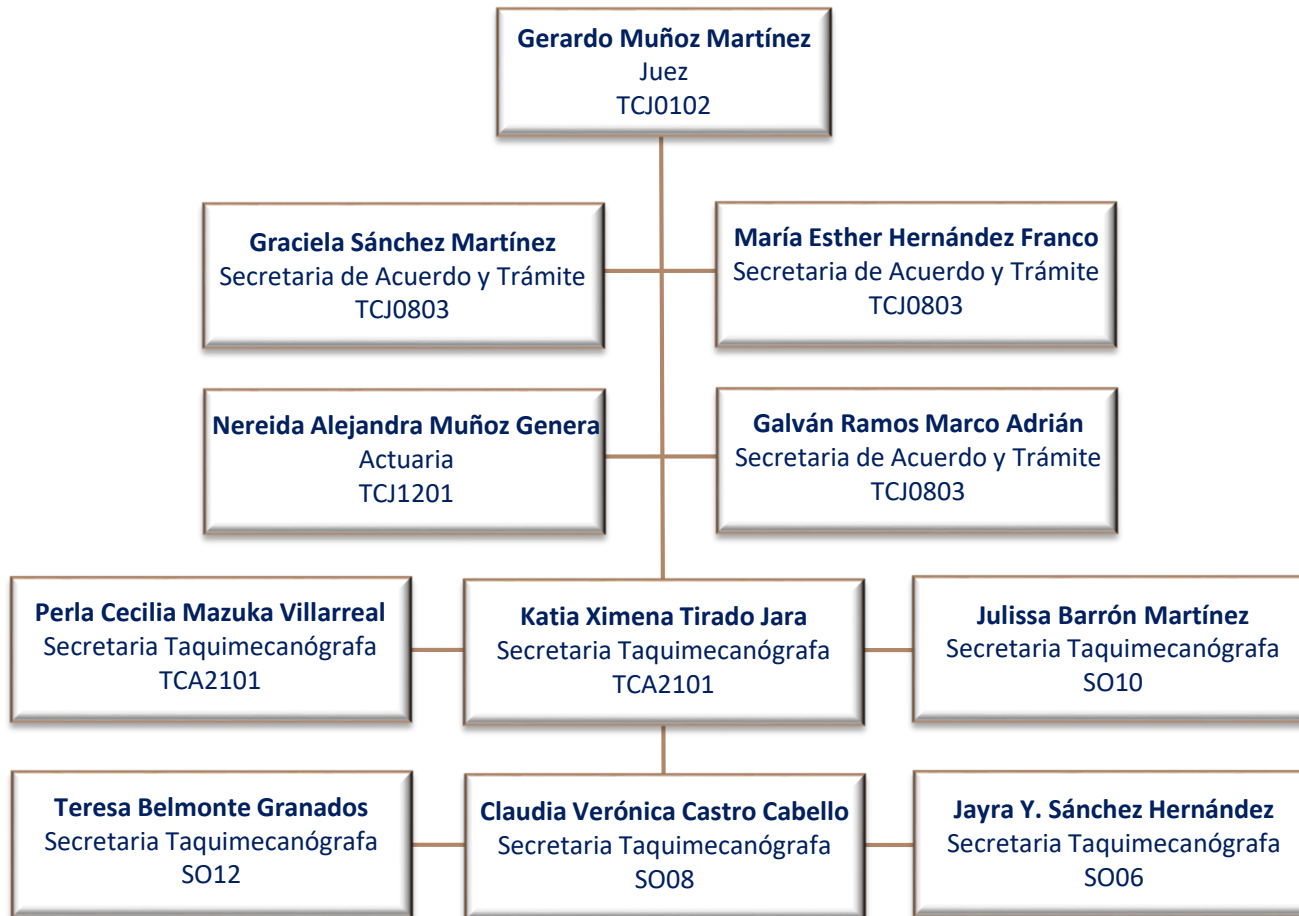 Gerardo Muñoz Martínez
Juez
TCJ0102
Graciela Sánchez Martínez
Secretaria de Acuerdo y Trámite
TCJ0803
María Esther Hernández Franco
Secretaria de Acuerdo y Trámite
TCJ0803
Nereida Alejandra Muñoz Genera
Actuaria
TCJ1201
Galván Ramos Marco Adrián
Secretaria de Acuerdo y Trámite
TCJ0803
Perla Cecilia Mazuka Villarreal
Secretaria Taquimecanógrafa
TCA2101
Katia Ximena Tirado Jara
Secretaria Taquimecanógrafa
TCA2101
Julissa Barrón Martínez
Secretaria Taquimecanógrafa
SO10
Teresa Belmonte Granados
Secretaria Taquimecanógrafa
SO12
Claudia Verónica Castro Cabello
Secretaria Taquimecanógrafa
SO08
Jayra Y. Sánchez Hernández
Secretaria Taquimecanógrafa
SO06